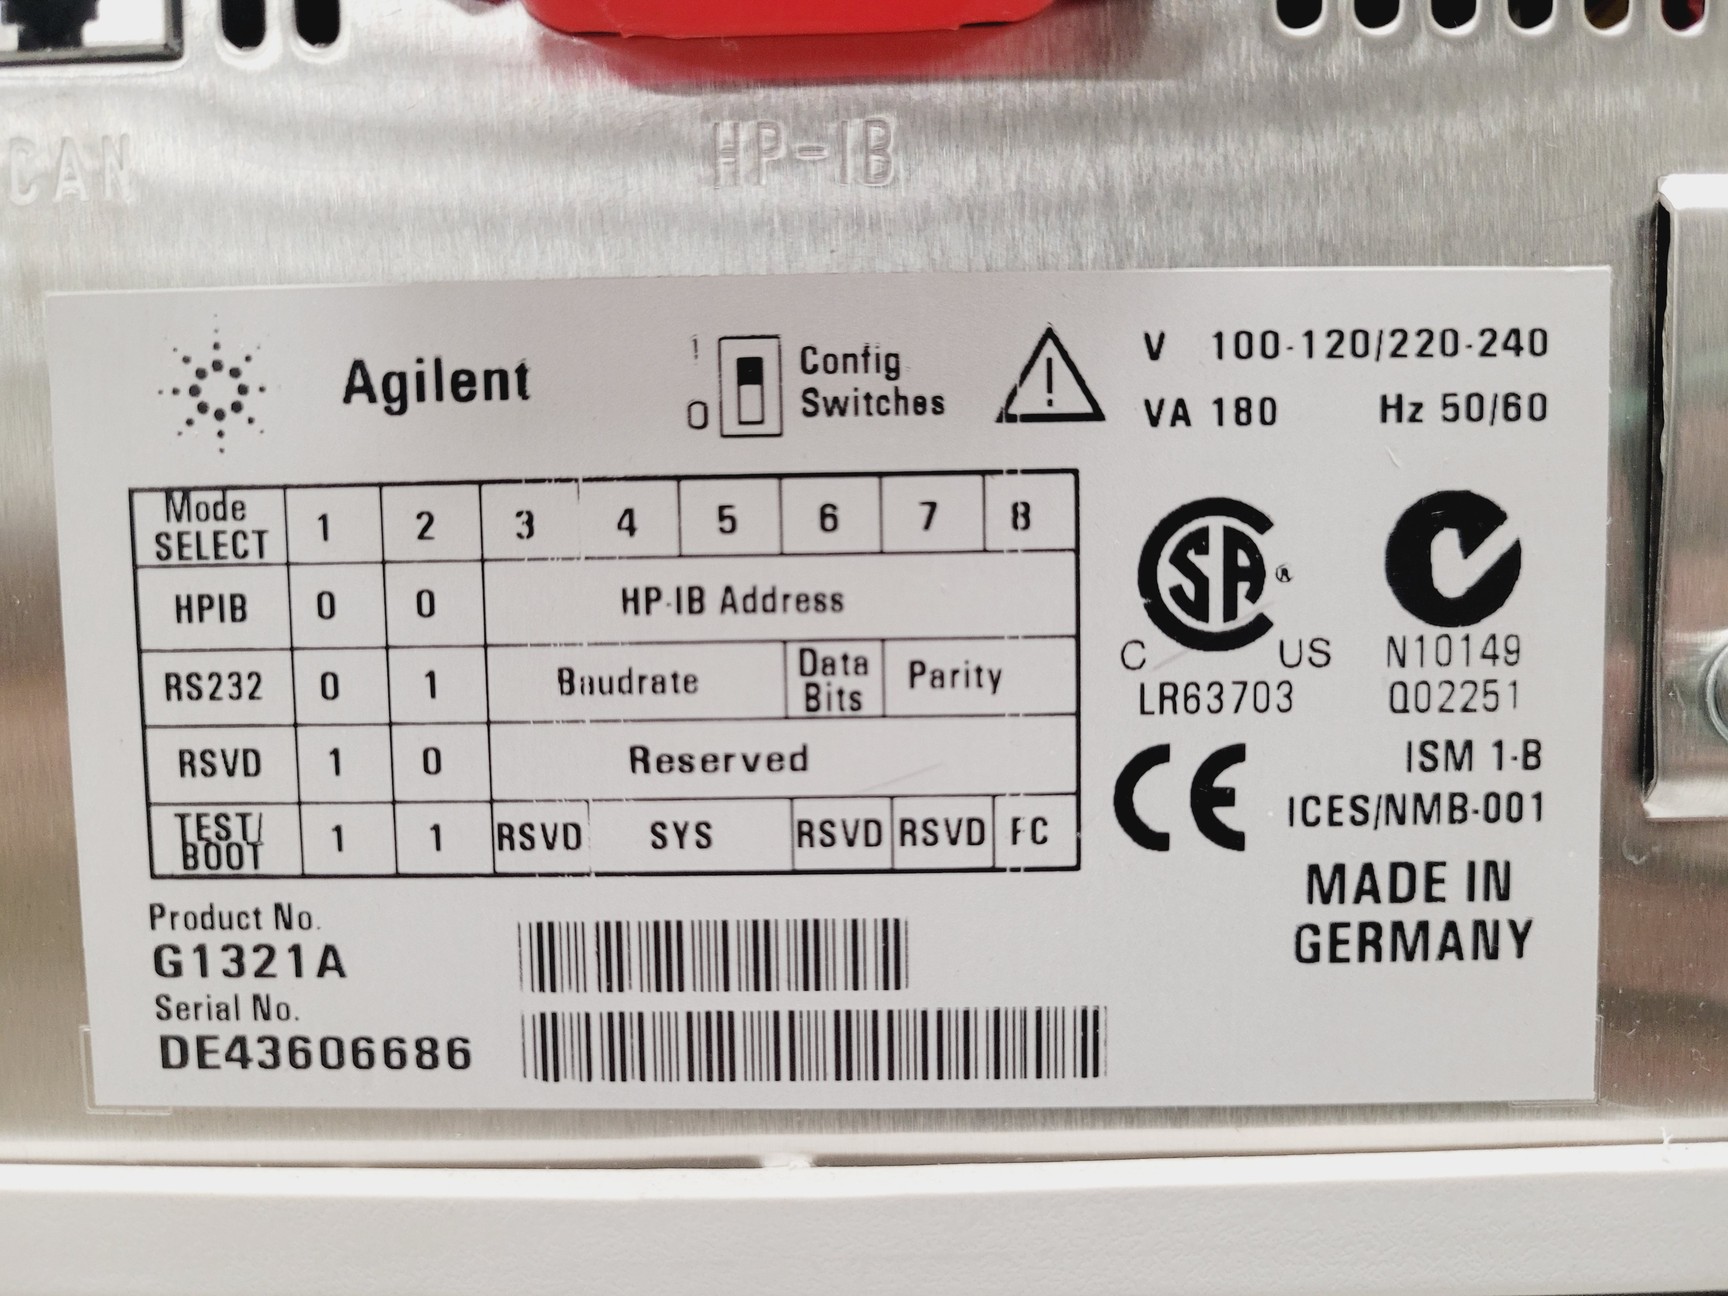 CAN
HP-IB
Agilent
1
0
Config
Switches
V 100-120/220-240
VA 180 Hz 50/60
Mode
SELECT 1 2 3 4 5 6 7 8
HPIB 0 0 HP-IB Address
RS232 0 1 Baudrate Data Bits Parity
RSVD 1 0 Reserved
TEST/
BOOT 1 1 RSVD SYS RSVD RSVD FC
SA ®
C US
LR63703
N10149
Q02251
CE
ISM 1-B
ICES/NMB-001
MADE IN
GERMANY
Product No.
G1321A
Serial No.
DE43606686